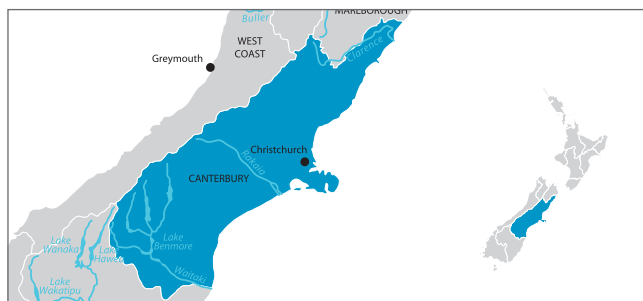 MARLBOROUGH
Buller
WEST
COAST
Clarence
Greymouth
Christchurch
Rakaia
CANTERBURY
Lake
Wanaka
Lake
Hawea
Lake
Benmore
Waitaki
Lake
Wakatipu